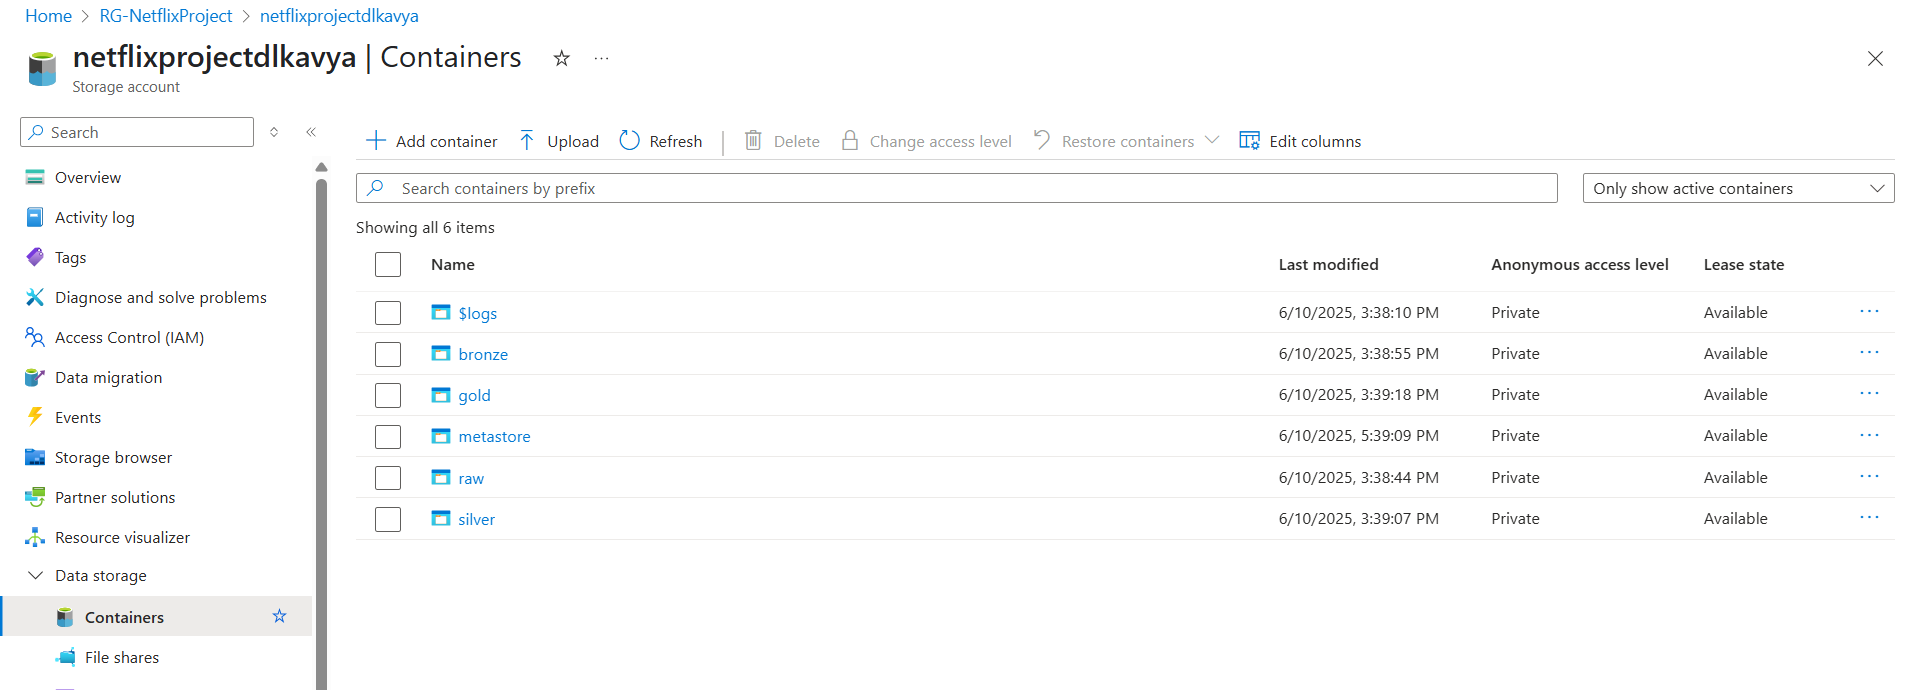 Home > RG-NetflixProject > netflixprojectdlkavya
netflixprojectdlkavya | Containers
Storage account
Search
Overview
Activity log
Tags
Diagnose and solve problems
Access Control (IAM)
Data migration
Events
Storage browser
Partner solutions
Resource visualizer
Data storage
Containers
File shares
Add container Upload Refresh Delete Change access level Restore containers Edit columns
Search containers by prefix
Only show active containers
Showing all 6 items
Name Last modified Anonymous access level Lease state
$logs 6/10/2025, 3:38:10 PM Private Available
bronze 6/10/2025, 3:38:55 PM Private Available
gold 6/10/2025, 3:39:18 PM Private Available
metastore 6/10/2025, 5:39:09 PM Private Available
raw 6/10/2025, 3:38:44 PM Private Available
silver 6/10/2025, 3:39:07 PM Private Available